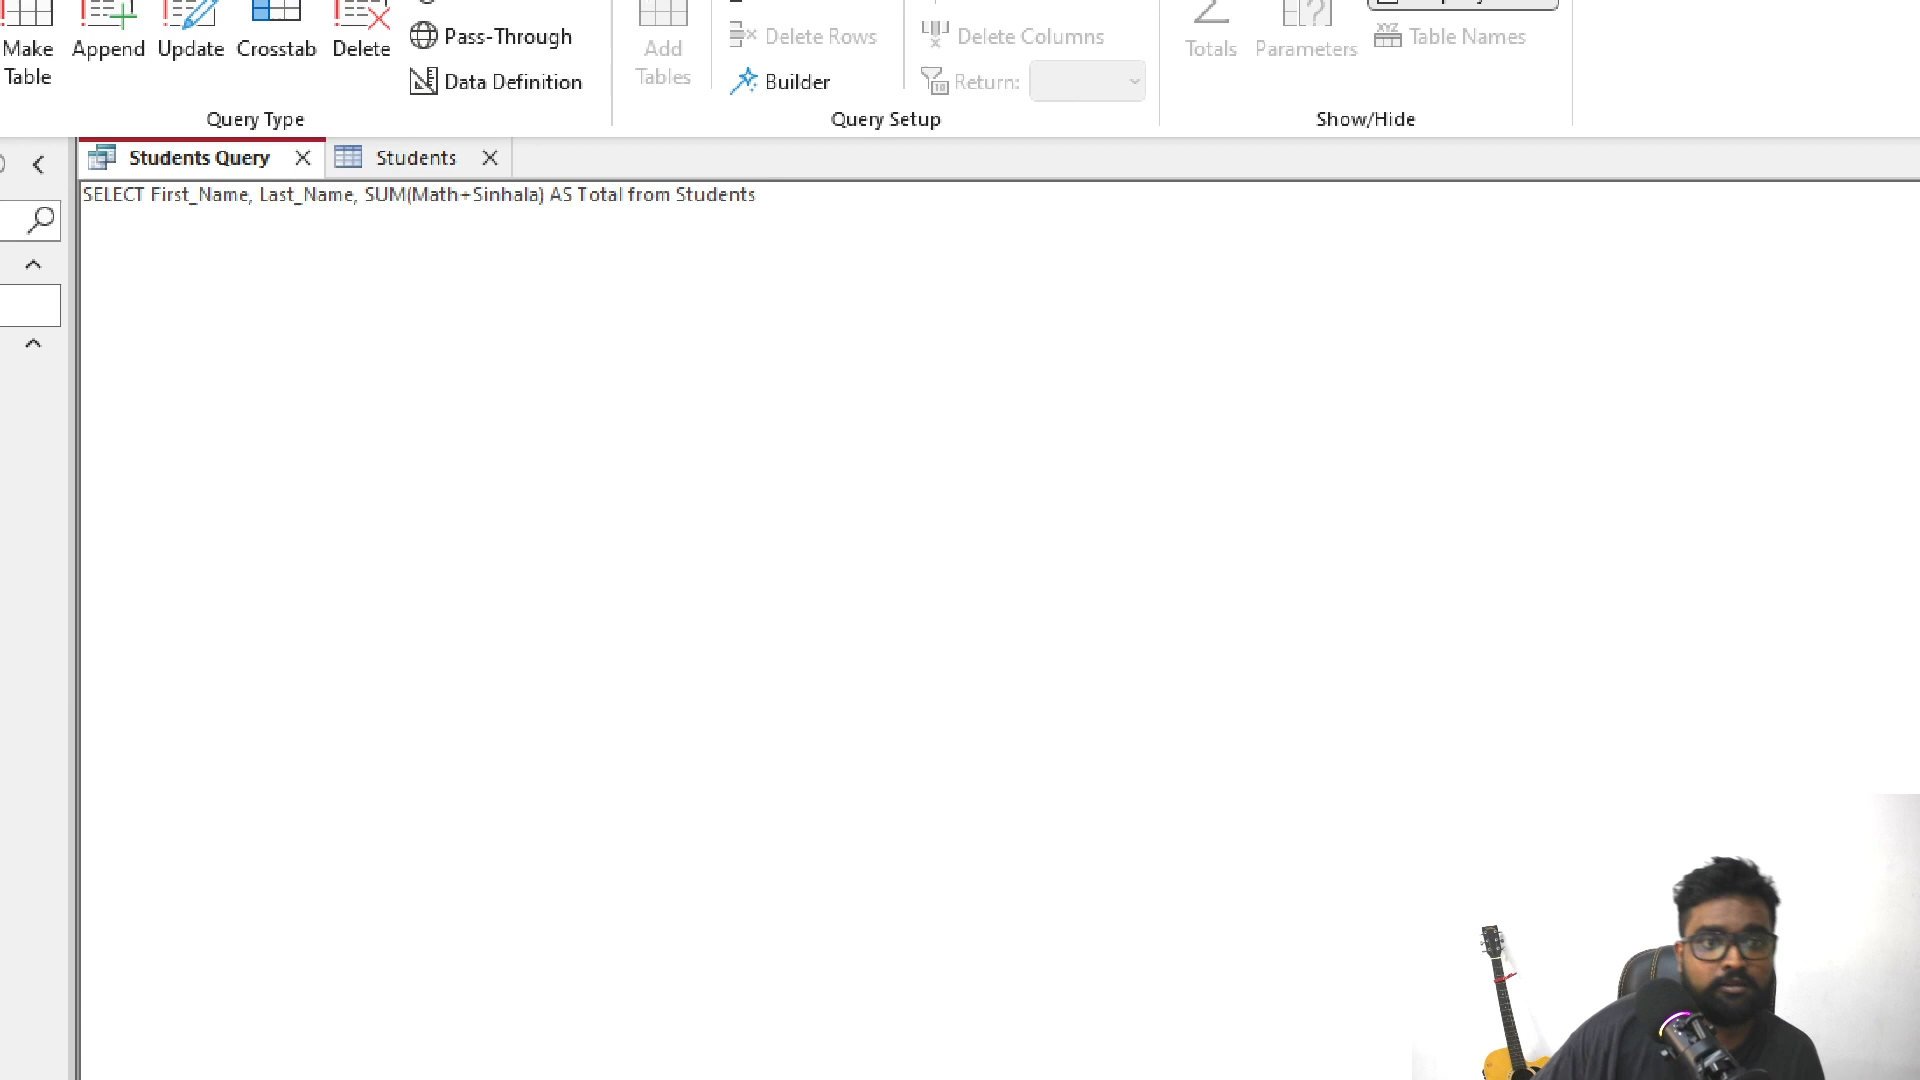 Make Table
Append
Update
Crosstab
Delete
Pass-Through
Data Definition
Query Type
Add Tables
Delete Rows
Builder
Delete Columns
Return:
Query Setup
Totals
Parameters
Table Names
Show/Hide
Students Query
Students
SELECT First_Name, Last_Name, SUM(Math+Sinhala) AS Total from Students